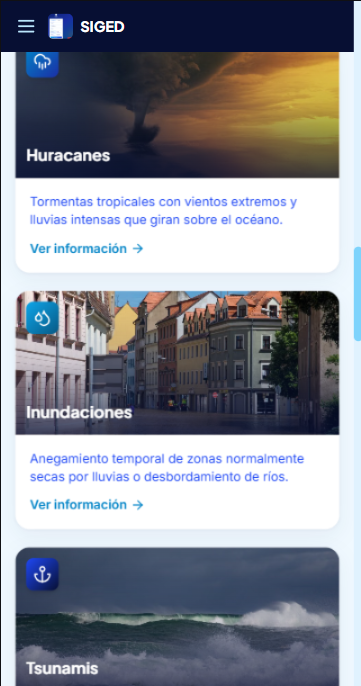 SIGED
Huracanes
Tormentas tropicales con vientos extremos y
lluvias intensas que giran sobre el océano.
Ver información →
Inundaciones
Anegamiento temporal de zonas normalmente
secas por lluvias o desbordamiento de ríos.
Ver información →
Tsunamis